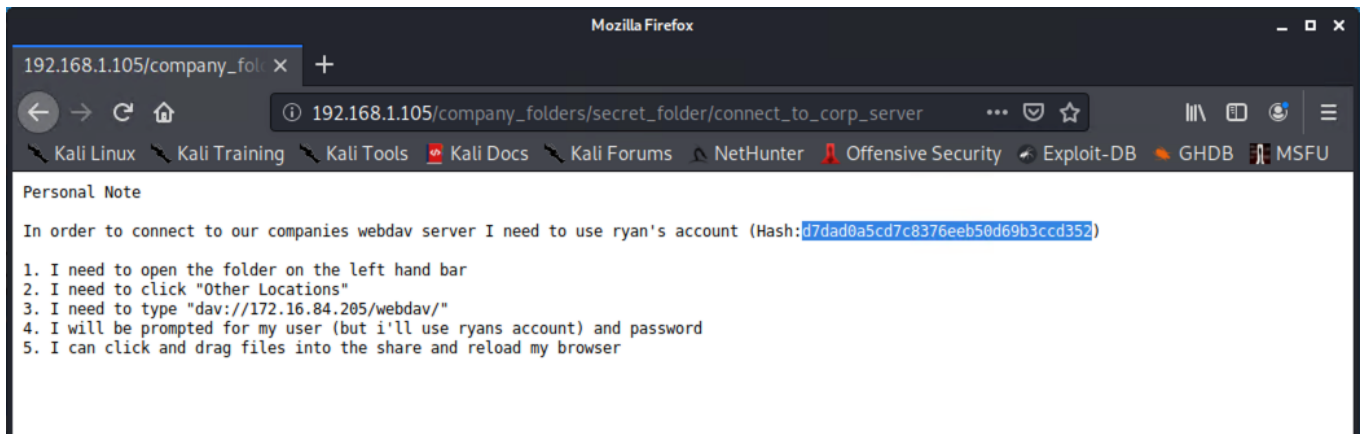 Mozilla Firefox
192.168.1.105/company_fol
192.168.1.105/company_folders/secret_folder/connect_to_corp_server
Kali Linux Kali Training Kali Tools Kali Docs Kali Forums NetHunter Offensive Security Exploit-DB GHDB MSFU
Personal Note
In order to connect to our companies webdav server I need to use ryan's account (Hash:d7dad0a5cd7c8376eeb50d69b3ccd352)
1. I need to open the folder on the left hand bar
2. I need to click "Other Locations"
3. I need to type "dav://172.16.84.205/webdav/"
4. I will be prompted for my user (but i'll use ryans account) and password
5. I can click and drag files into the share and reload my browser